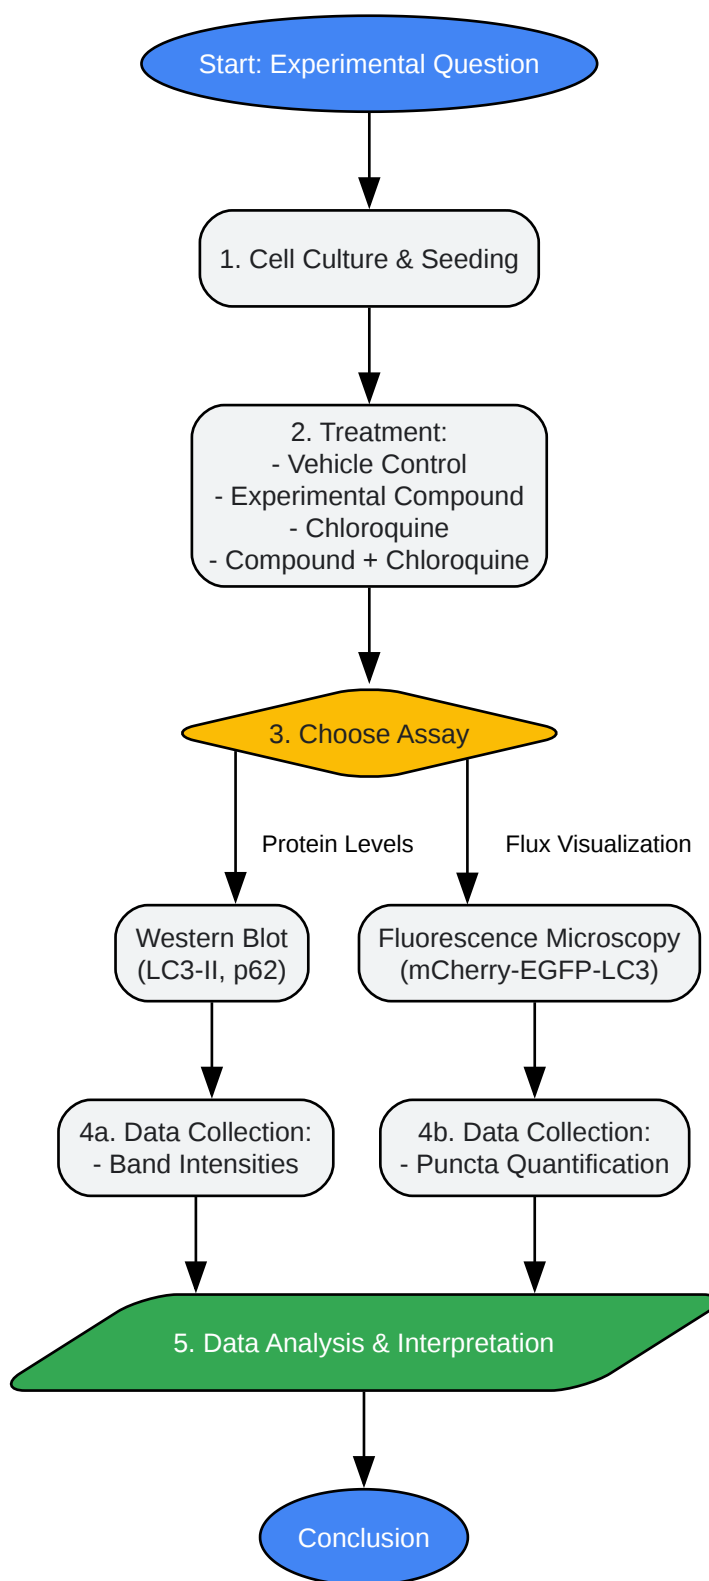 Start: Experimental Question
1. Cell Culture & Seeding
2. Treatment:
- Vehicle Control
- Experimental Compound
- Chloroquine
- Compound + Chloroquine
3. Choose Assay
Protein Levels
Flux Visualization
Western Blot
(LC3-II, p62)
Fluorescence Microscopy
(mCherry-EGFP-LC3)
4a. Data Collection:
- Band Intensities
4b. Data Collection:
- Puncta Quantification
5. Data Analysis & Interpretation
Conclusion